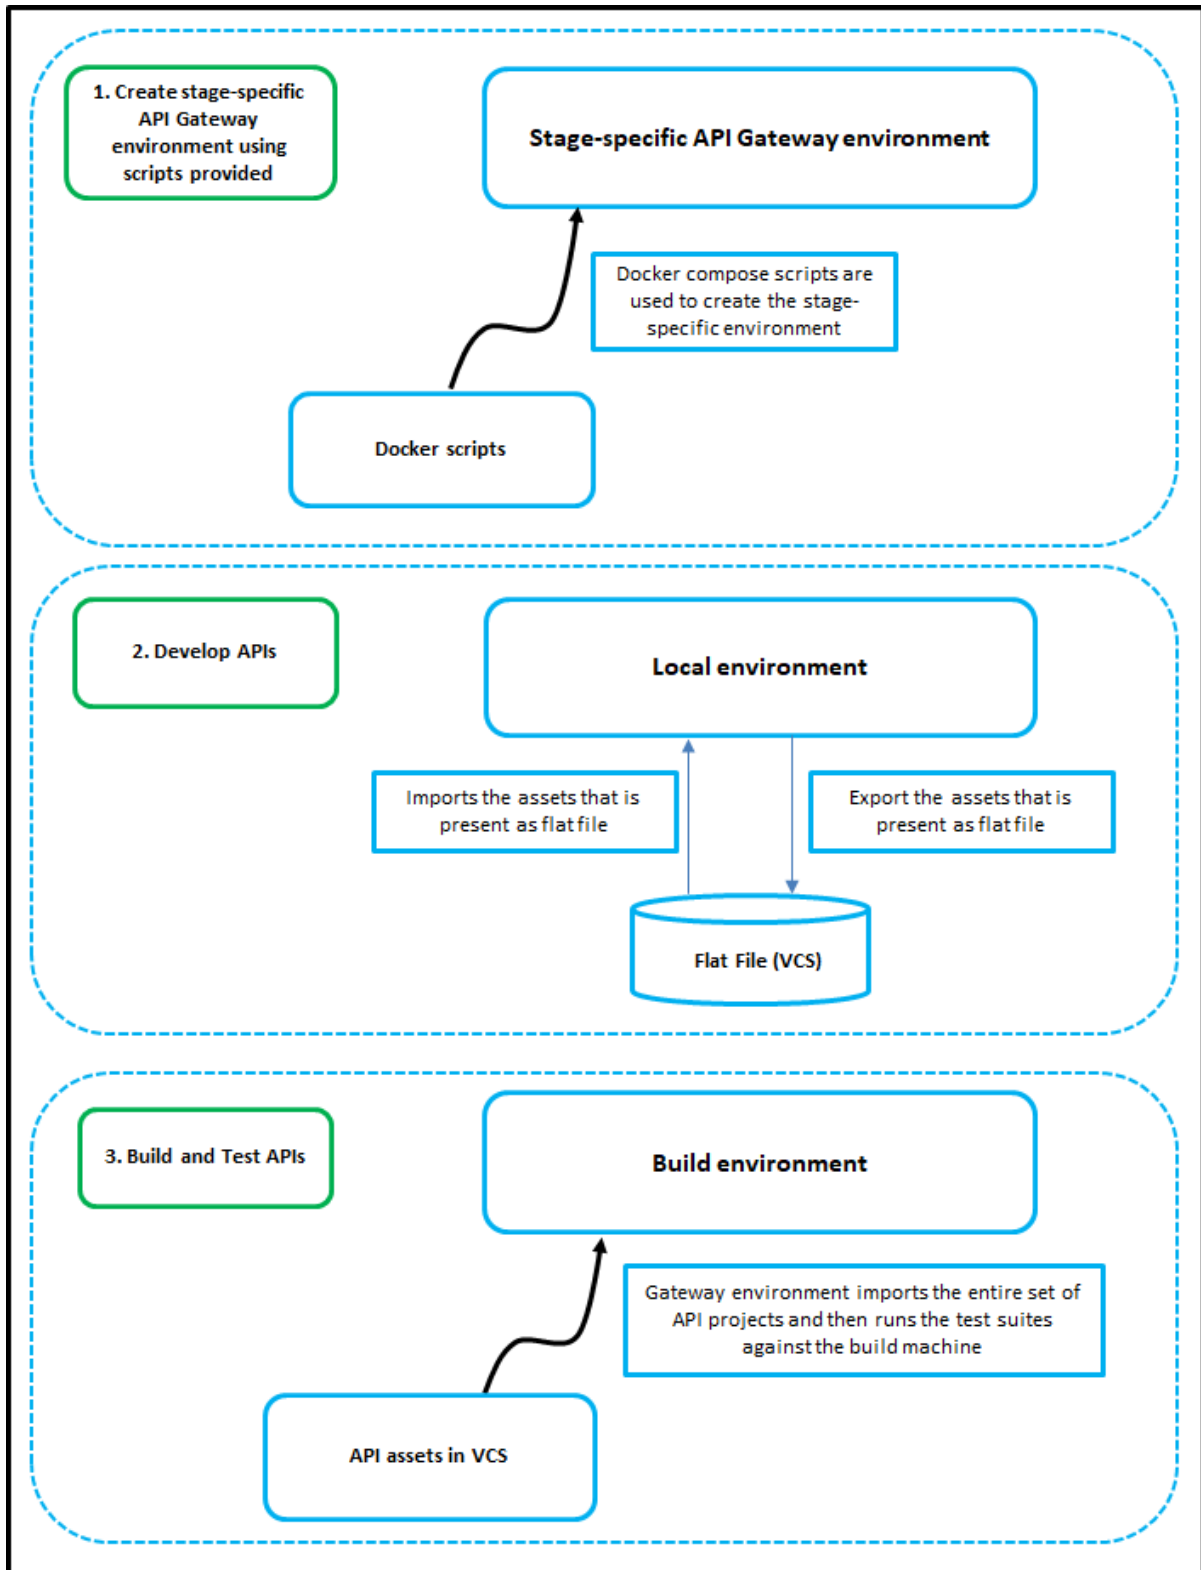 1. Create stage-specific
API Gateway
environment using
scripts provided
Stage-specific API Gateway environment
Docker compose scripts are
used to create the stage-
specific environment
Docker scripts
2. Develop APIs
Local environment
Imports the assets that is
present as flat file
Export the assets that is
present as flat file
Flat File (VCS)
3. Build and Test APIs
Build environment
Gateway environment imports the entire set of
API projects and then runs the test suites
against the build machine
API assets in VCS